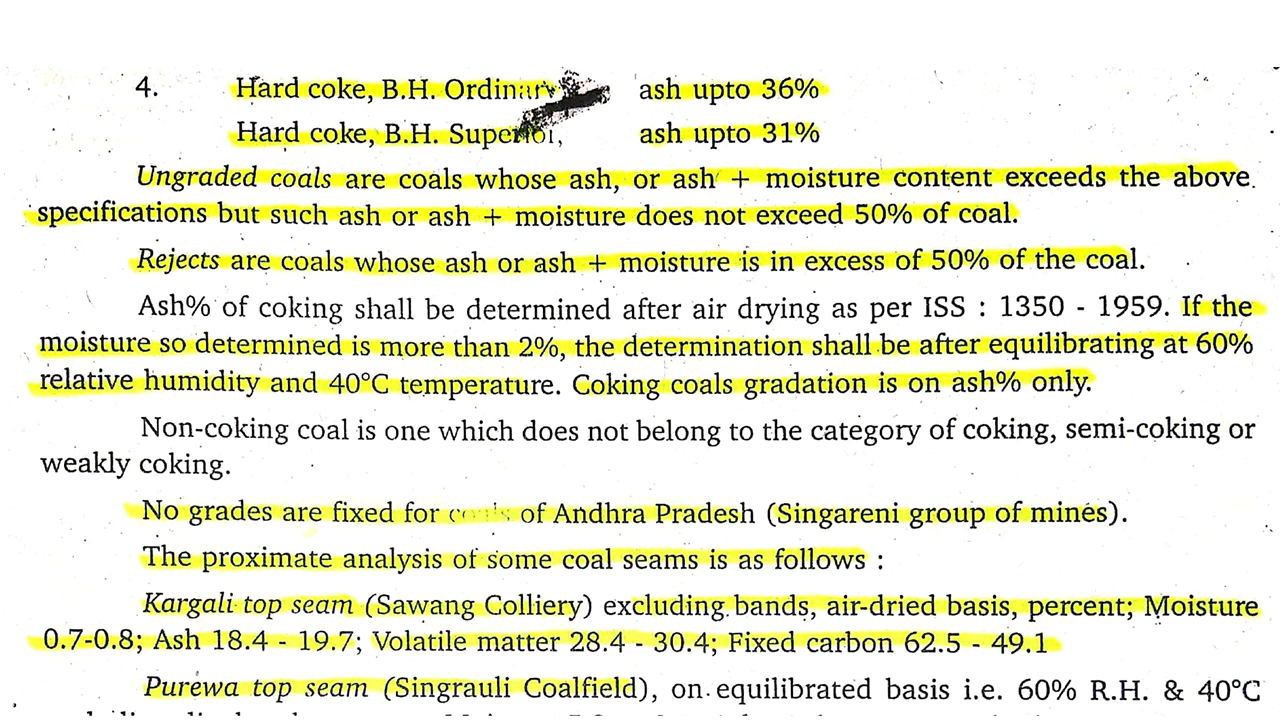 4. Hard coke, B.H. Ordinary ash upto 36%
Hard coke, B.H. Superior, ash upto 31%
Ungraded coals are coals whose ash, or ash + moisture content exceeds the above
specifications but such ash or ash + moisture does not exceed 50% of coal.
Rejects are coals whose ash or ash + moisture is in excess of 50% of the coal.
Ash% of coking shall be determined after air drying as per ISS : 1350 - 1959. If the
moisture so determined is more than 2%, the determination shall be after equilibrating at 60%
relative humidity and 40°C temperature. Coking coals gradation is on ash% only.
Non-coking coal is one which does not belong to the category of coking, semi-coking or
weakly coking.
No grades are fixed for coals of Andhra Pradesh (Singareni group of mines).
The proximate analysis of some coal seams is as follows :
Kargali top seam (Sawang Colliery) excluding bands, air-dried basis, percent; Moisture
0.7-0.8; Ash 18.4 - 19.7; Volatile matter 28.4 - 30.4; Fixed carbon 62.5 - 49.1
Purewa top seam (Singrauli Coalfield), on equilibrated basis i.e. 60% R.H. & 40°C